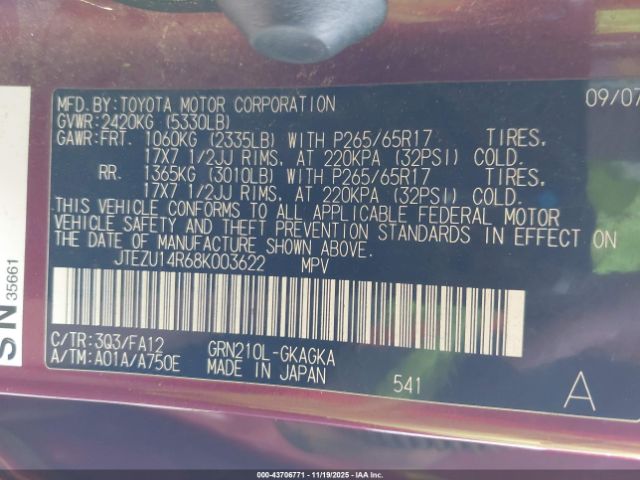 MFD.BY:TOYOTA MOTOR CORPORATION 09/07
GVWR:2420KG (5330LB)
GAWR:FRT. 1060KG (2335LB) WITH P265/65R17 TIRES,
17X7 1/2JJ RIMS, AT 220KPA (32PSI) COLD.
RR. 1365KG (3010LB) WITH P265/65R17 TIRES,
17X7 1/2JJ RIMS, AT 220KPA (32PSI) COLD.
THIS VEHICLE CONFORMS TO ALL APPLICABLE FEDERAL MOTOR
VEHICLE SAFETY AND THEFT PREVENTION STANDARDS IN EFFECT ON
THE DATE OF MANUFACTURE SHOWN ABOVE.
JTEZU14R68K003622 MPV
C/TR:3Q3/FA12 GRN210L-GKAGKA
A/TM:A01A/A750E MADE IN JAPAN 541 A
SN 35661
000-43706771 - 11/19/2025 - IAA Inc.